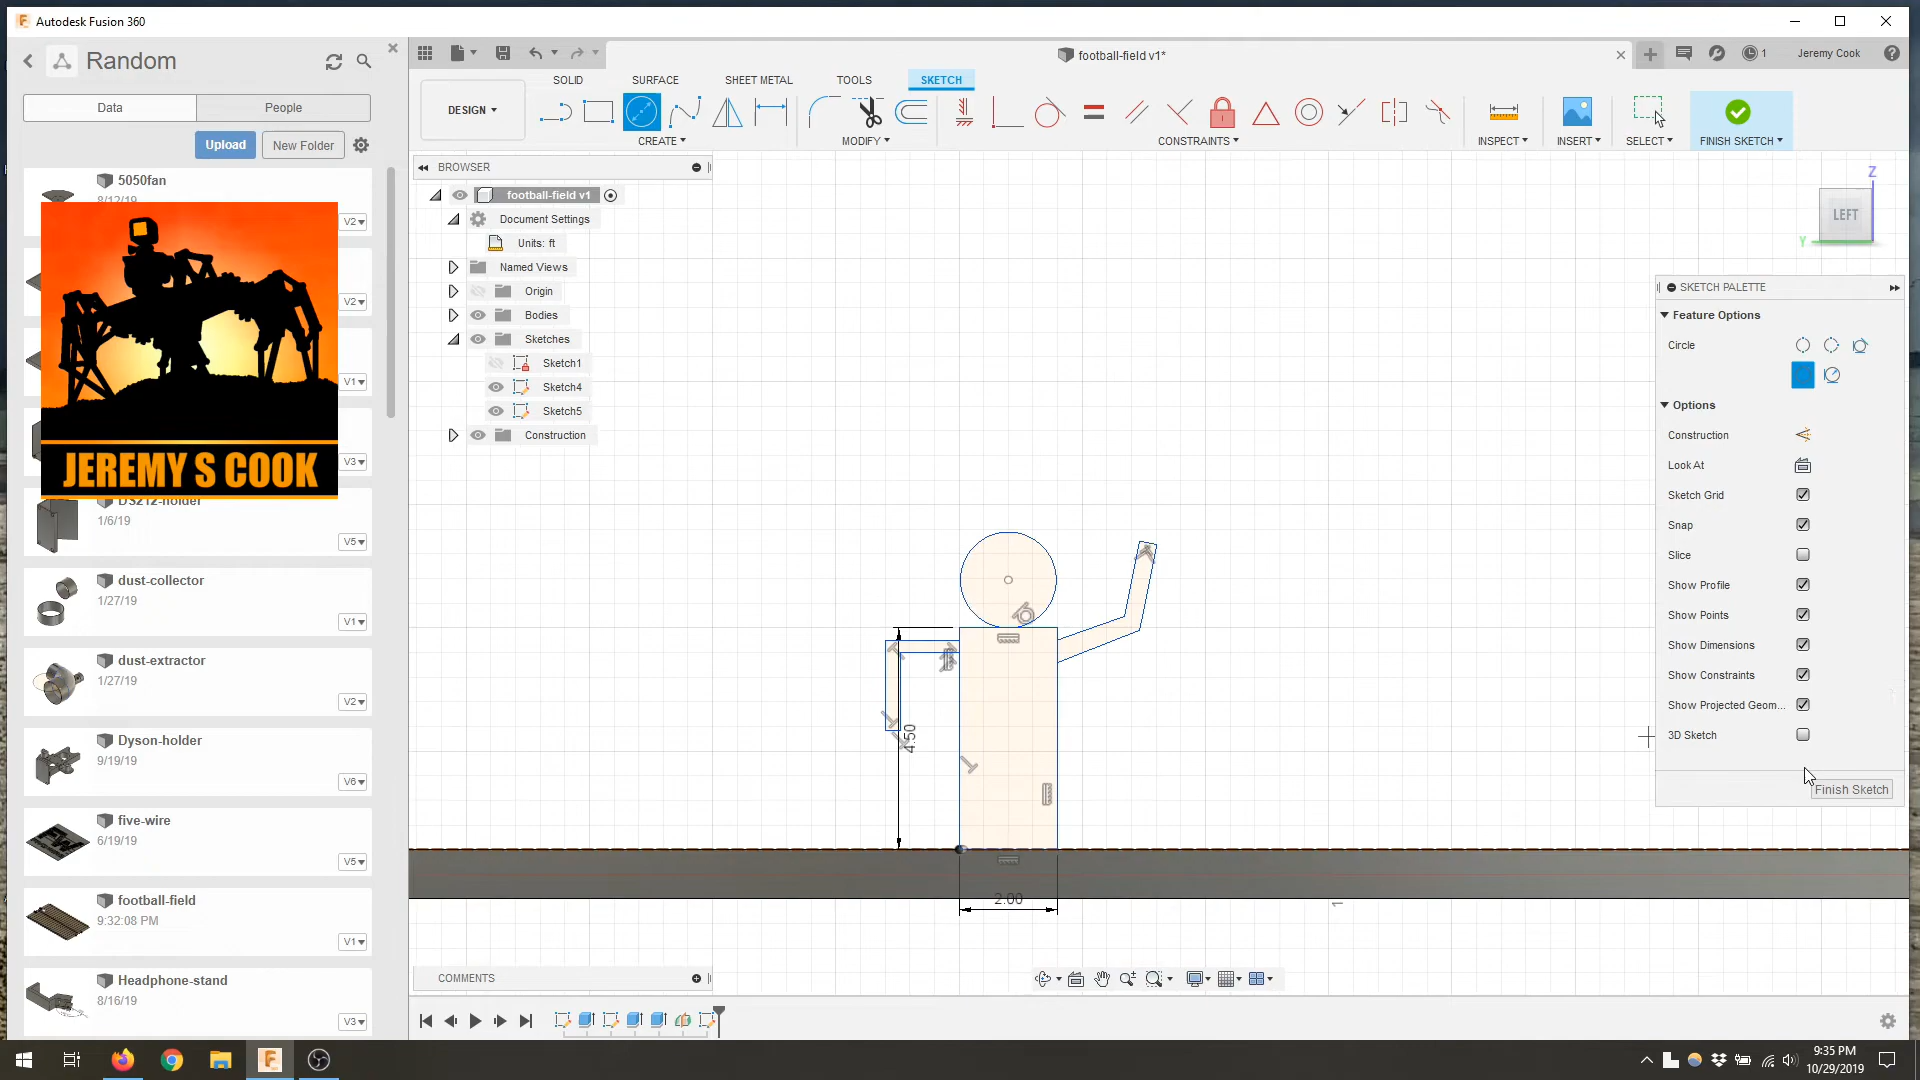 Autodesk Fusion 360
Random
Data
People
Upload
New Folder
5050fan
8/12/19
V2
V2
V1
V3
JEREMY S COOK
DS212-holder
1/6/19
V5
dust-collector
1/27/19
V1
dust-extractor
1/27/19
V2
Dyson-holder
9/19/19
V6
five-wire
6/19/19
V5
football-field
9:32:08 PM
V1
Headphone-stand
8/16/19
V3
football-field v1*
1
Jeremy Cook
DESIGN
SOLID
SURFACE
SHEET METAL
TOOLS
SKETCH
CREATE
MODIFY
CONSTRAINTS
INSPECT
INSERT
SELECT
FINISH SKETCH
BROWSER
football-field v1
Document Settings
Units: ft
Named Views
Origin
Bodies
Sketches
Sketch1
Sketch4
Sketch5
Construction
Z
LEFT
Y
SKETCH PALETTE
Feature Options
Circle
Options
Construction
Look At
Sketch Grid
Snap
Slice
Show Profile
Show Points
Show Dimensions
Show Constraints
Show Projected Geom...
3D Sketch
Finish Sketch
4.50
2.00
COMMENTS
9:35 PM
10/29/2019